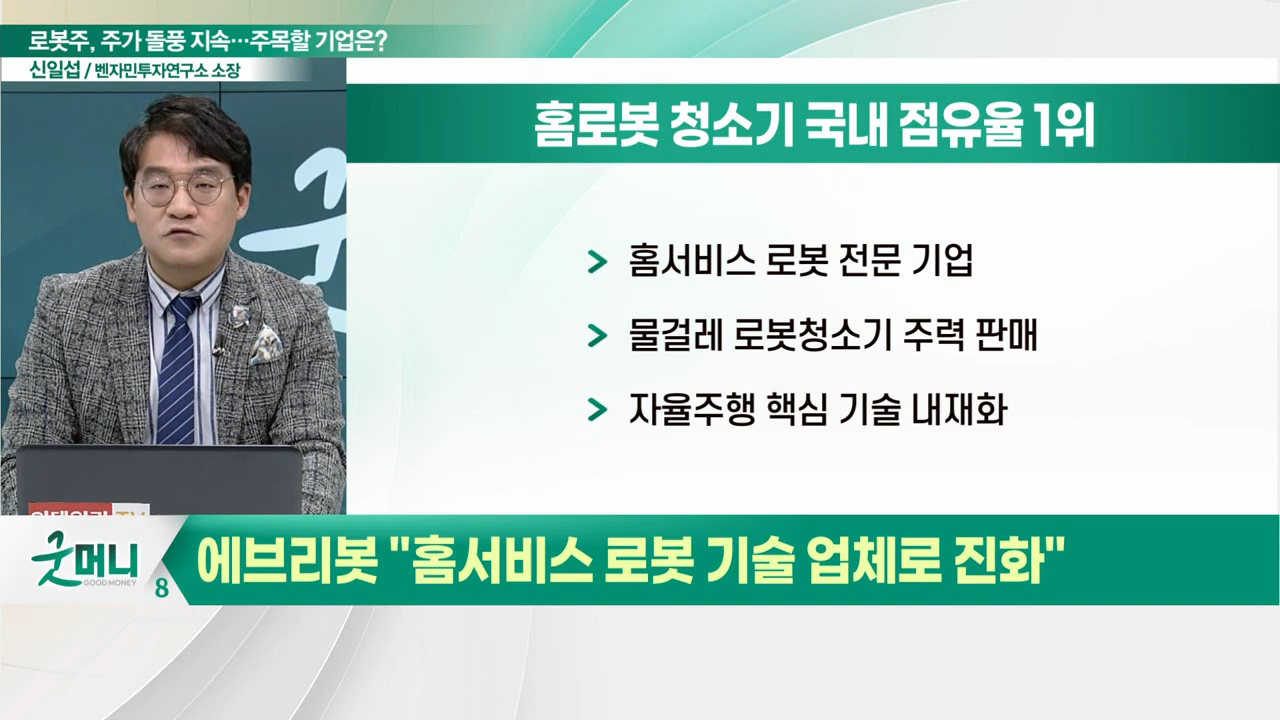 로봇주, 주가 돌풍 지속…주목할 기업은?
신일섭 / 벤자민투자연구소 소장
홈로봇 청소기 국내 점유율 1위
> 홈서비스 로봇 전문 기업
> 물걸레 로봇청소기 주력 판매
> 자율주행 핵심 기술 내재화
굿머니
GOOD MONEY
8
에브리봇 "홈서비스 로봇 기술 업체로 진화"